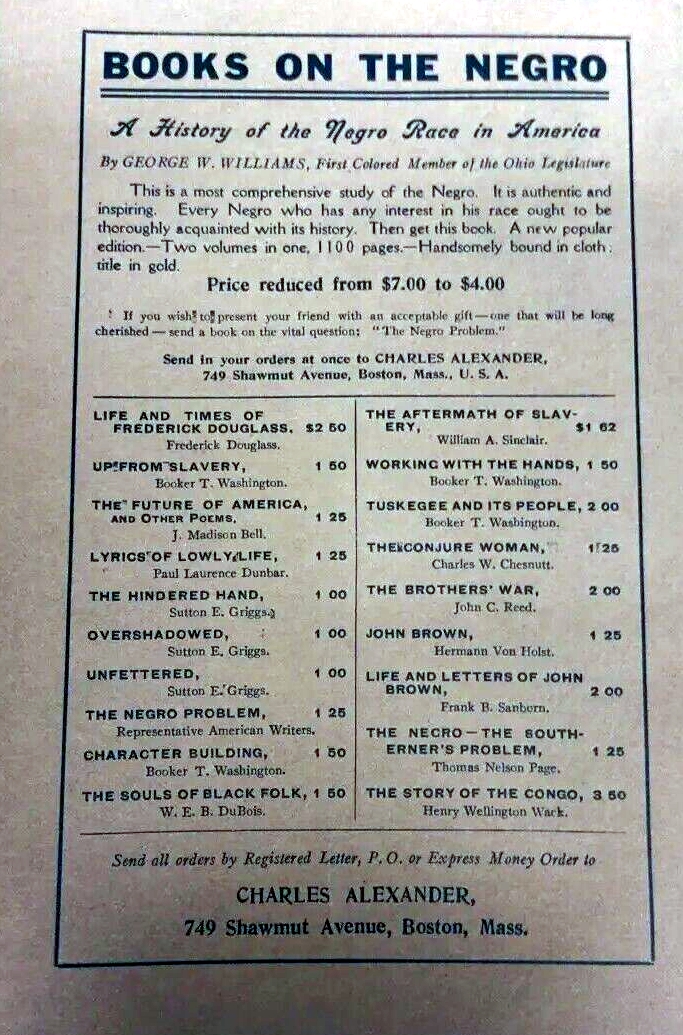 BOOKS ON THE NEGRO
A History of the Negro Race in America
By GEORGE W. WILLIAMS, First Colored Member of the Ohio Legislature
This is a most comprehensive study of the Negro. It is authentic and
inspiring. Every Negro who has any interest in his race ought to be
thoroughly acquainted with its history. Then get this book. A new popular
edition.—Two volumes in one, 1100 pages.—Handsomely bound in cloth;
title in gold.
Price reduced from $7.00 to $4.00
If you wish to present your friend with an acceptable gift—one that will be long
cherished—send a book on the vital question; "The Negro Problem."
Send in your orders at once to CHARLES ALEXANDER,
749 Shawmut Avenue, Boston, Mass., U. S. A.
LIFE AND TIMES OF
FREDERICK DOUGLASS. $2 50
Frederick Douglass.
UP FROM SLAVERY, 1 50
Booker T. Washington.
THE FUTURE OF AMERICA,
AND OTHER POEMS, 1 25
J. Madison Bell.
LYRICS OF LOWLY LIFE, 1 25
Paul Laurence Dunbar.
THE HINDERED HAND, 1 00
Sutton E. Griggs.
OVERSHADOWED, 1 00
Sutton E. Griggs.
UNFETTERED, 1 00
Sutton E. Griggs.
THE NEGRO PROBLEM, 1 25
Representative American Writers.
CHARACTER BUILDING, 1 50
Booker T. Washington.
THE SOULS OF BLACK FOLK, 1 50
W. E. B. DuBois.
THE AFTERMATH OF SLAV-
ERY, $1 62
William A. Sinclair.
WORKING WITH THE HANDS, 1 50
Booker T. Washington.
TUSKEGEE AND ITS PEOPLE, 2 00
Booker T. Washington.
THE CONJURE WOMAN, 1 25
Charles W. Chesnutt.
THE BROTHERS' WAR, 2 00
John C. Reed.
JOHN BROWN, 1 25
Hermann Von Holst.
LIFE AND LETTERS OF JOHN
BROWN, 2 00
Frank B. Sanborn.
THE NEGRO—THE SOUTH-
ERNER'S PROBLEM, 1 25
Thomas Nelson Page.
THE STORY OF THE CONGO, 3 50
Henry Wellington Wack.
Send all orders by Registered Letter, P. O. or Express Money Order to
CHARLES ALEXANDER,
749 Shawmut Avenue, Boston, Mass.